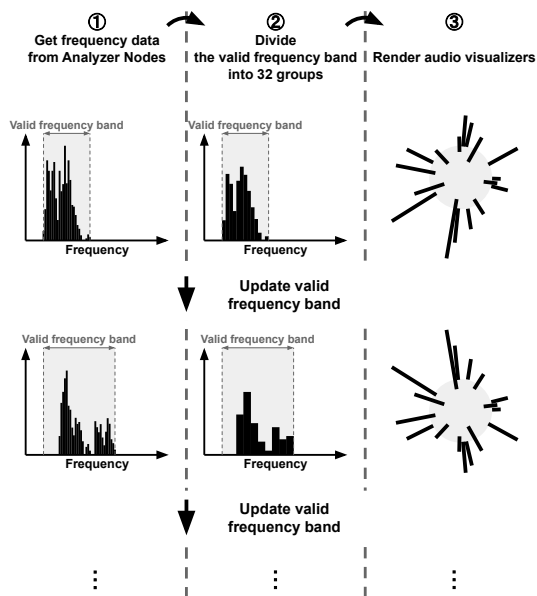 ① ② ③
Get frequency data
from Analyzer Nodes
Divide
the valid frequency band
into 32 groups
Render audio visualizers
Valid frequency band
Valid frequency band
Frequency
Frequency
Update valid
frequency band
Valid frequency band
Valid frequency band
Frequency
Frequency
Update valid
frequency band